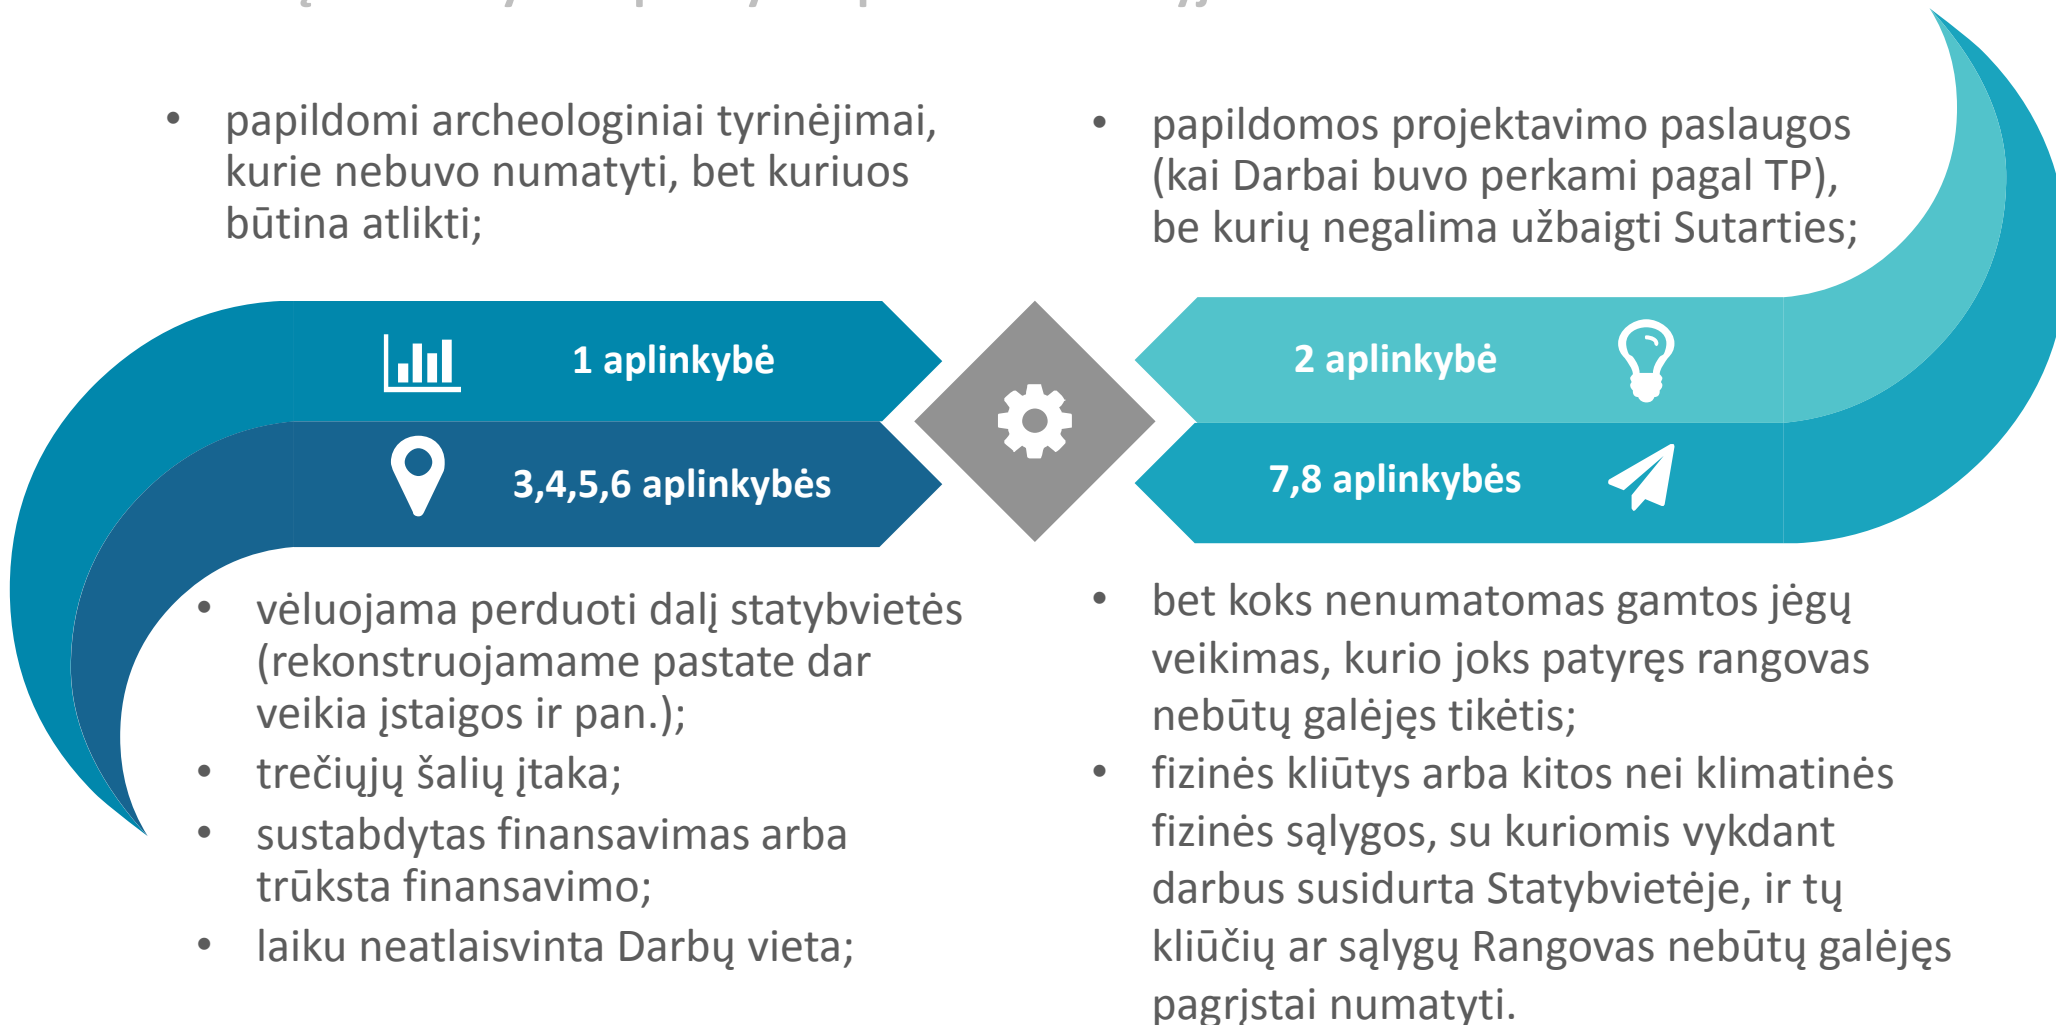 papildomi archeologiniai tyrinėjimai,
kurie nebuvo numatyti, bet kuriuos
būtina atlikti;
papildomos projektavimo paslaugos
(kai Darbai buvo perkami pagal TP),
be kurių negalima užbaigti Sutarties;
1 aplinkybė
2 aplinkybė
3,4,5,6 aplinkybės
7,8 aplinkybės
vėluojama perduoti dalį statybvietės
(rekonstruojamame pastate dar
veikia įstaigos ir pan.);
trečiųjų šalių įtaka;
sustabdytas finansavimas arba
trūksta finansavimo;
laiku neatlaisvinta Darbų vieta;
bet koks nenumatomas gamtos jėgų
veikimas, kurio joks patyręs rangovas
nebūtų galėjęs tikėtis;
fizinės kliūtys arba kitos nei klimatinės
fizinės sąlygos, su kuriomis vykdant
darbus susidurta Statybvietėje, ir tų
kliūčių ar sąlygų Rangovas nebūtų galėjęs
pagrįstai numatyti.